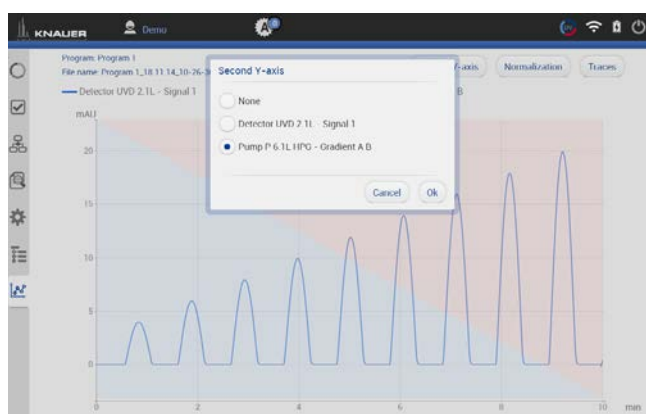 KNAUER
Demo
Program: Program 1
File name: Program 1_18.11.14_10-26-3
Detector UVD 2.1L - Signal 1
-axis
Normalization
Traces
B
mAU
Second Y-axis
None
Detector UVD 2.1L - Signal 1
Pump P 6.1L HPG - Gradient A B
Cancel
Ok
20
15
10
5
0
0 2 4 6 8 10 min